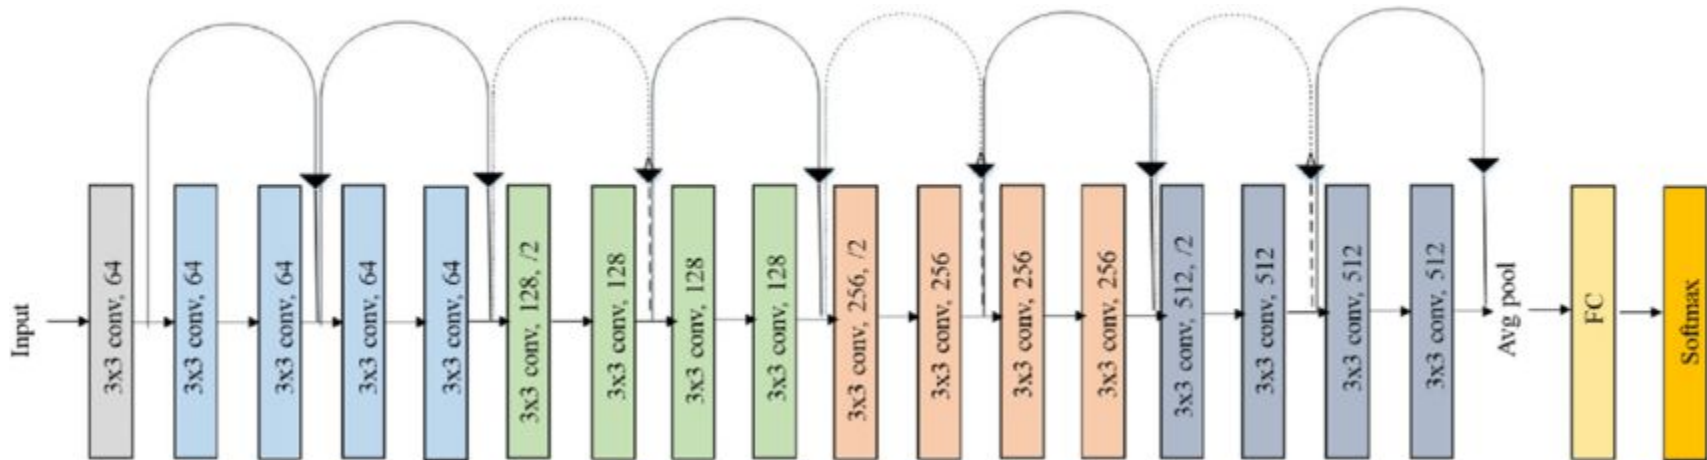 Input
3x3 conv, 64
3x3 conv, 64
3x3 conv, 64
3x3 conv, 64
3x3 conv, 64
3x3 conv, 128, /2
3x3 conv, 128
3x3 conv, 128
3x3 conv, 128
3x3 conv, 256, /2
3x3 conv, 256
3x3 conv, 256
3x3 conv, 256
3x3 conv, 512, /2
3x3 conv, 512
3x3 conv, 512
3x3 conv, 512
Avg pool
FC
Softmax